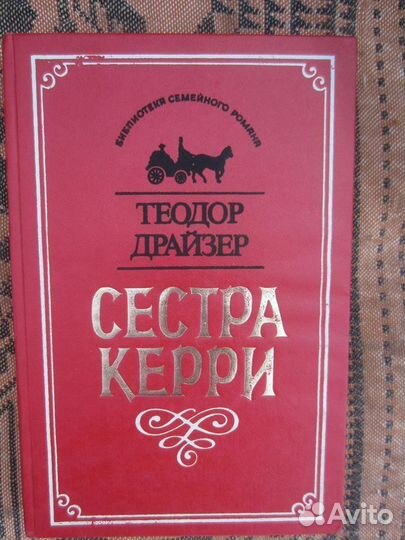 БИБЛИОТЕКА СЕМЕЙНОГО РОМАНА
ТЕОДОР
ДРАЙЗЕР
СЕСТРА
КЕРРИ
Avito